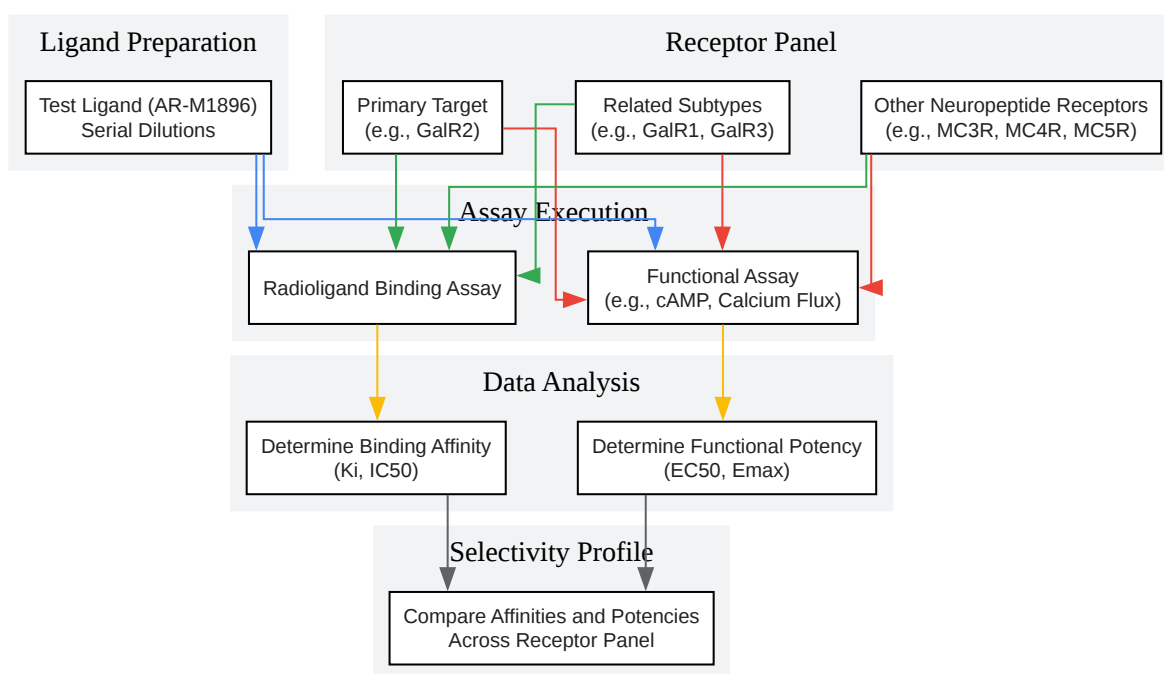 Ligand Preparation
Receptor Panel
Test Ligand (AR-M1896)
Serial Dilutions
Primary Target
(e.g., GalR2)
Related Subtypes
(e.g., GalR1, GalR3)
Other Neuropeptide Receptors
(e.g., MC3R, MC4R, MC5R)
Assay Execution
Radioligand Binding Assay
Functional Assay
(e.g., cAMP, Calcium Flux)
Data Analysis
Determine Binding Affinity
(Ki, IC50)
Determine Functional Potency
(EC50, Emax)
Selectivity Profile
Compare Affinities and Potencies
Across Receptor Panel